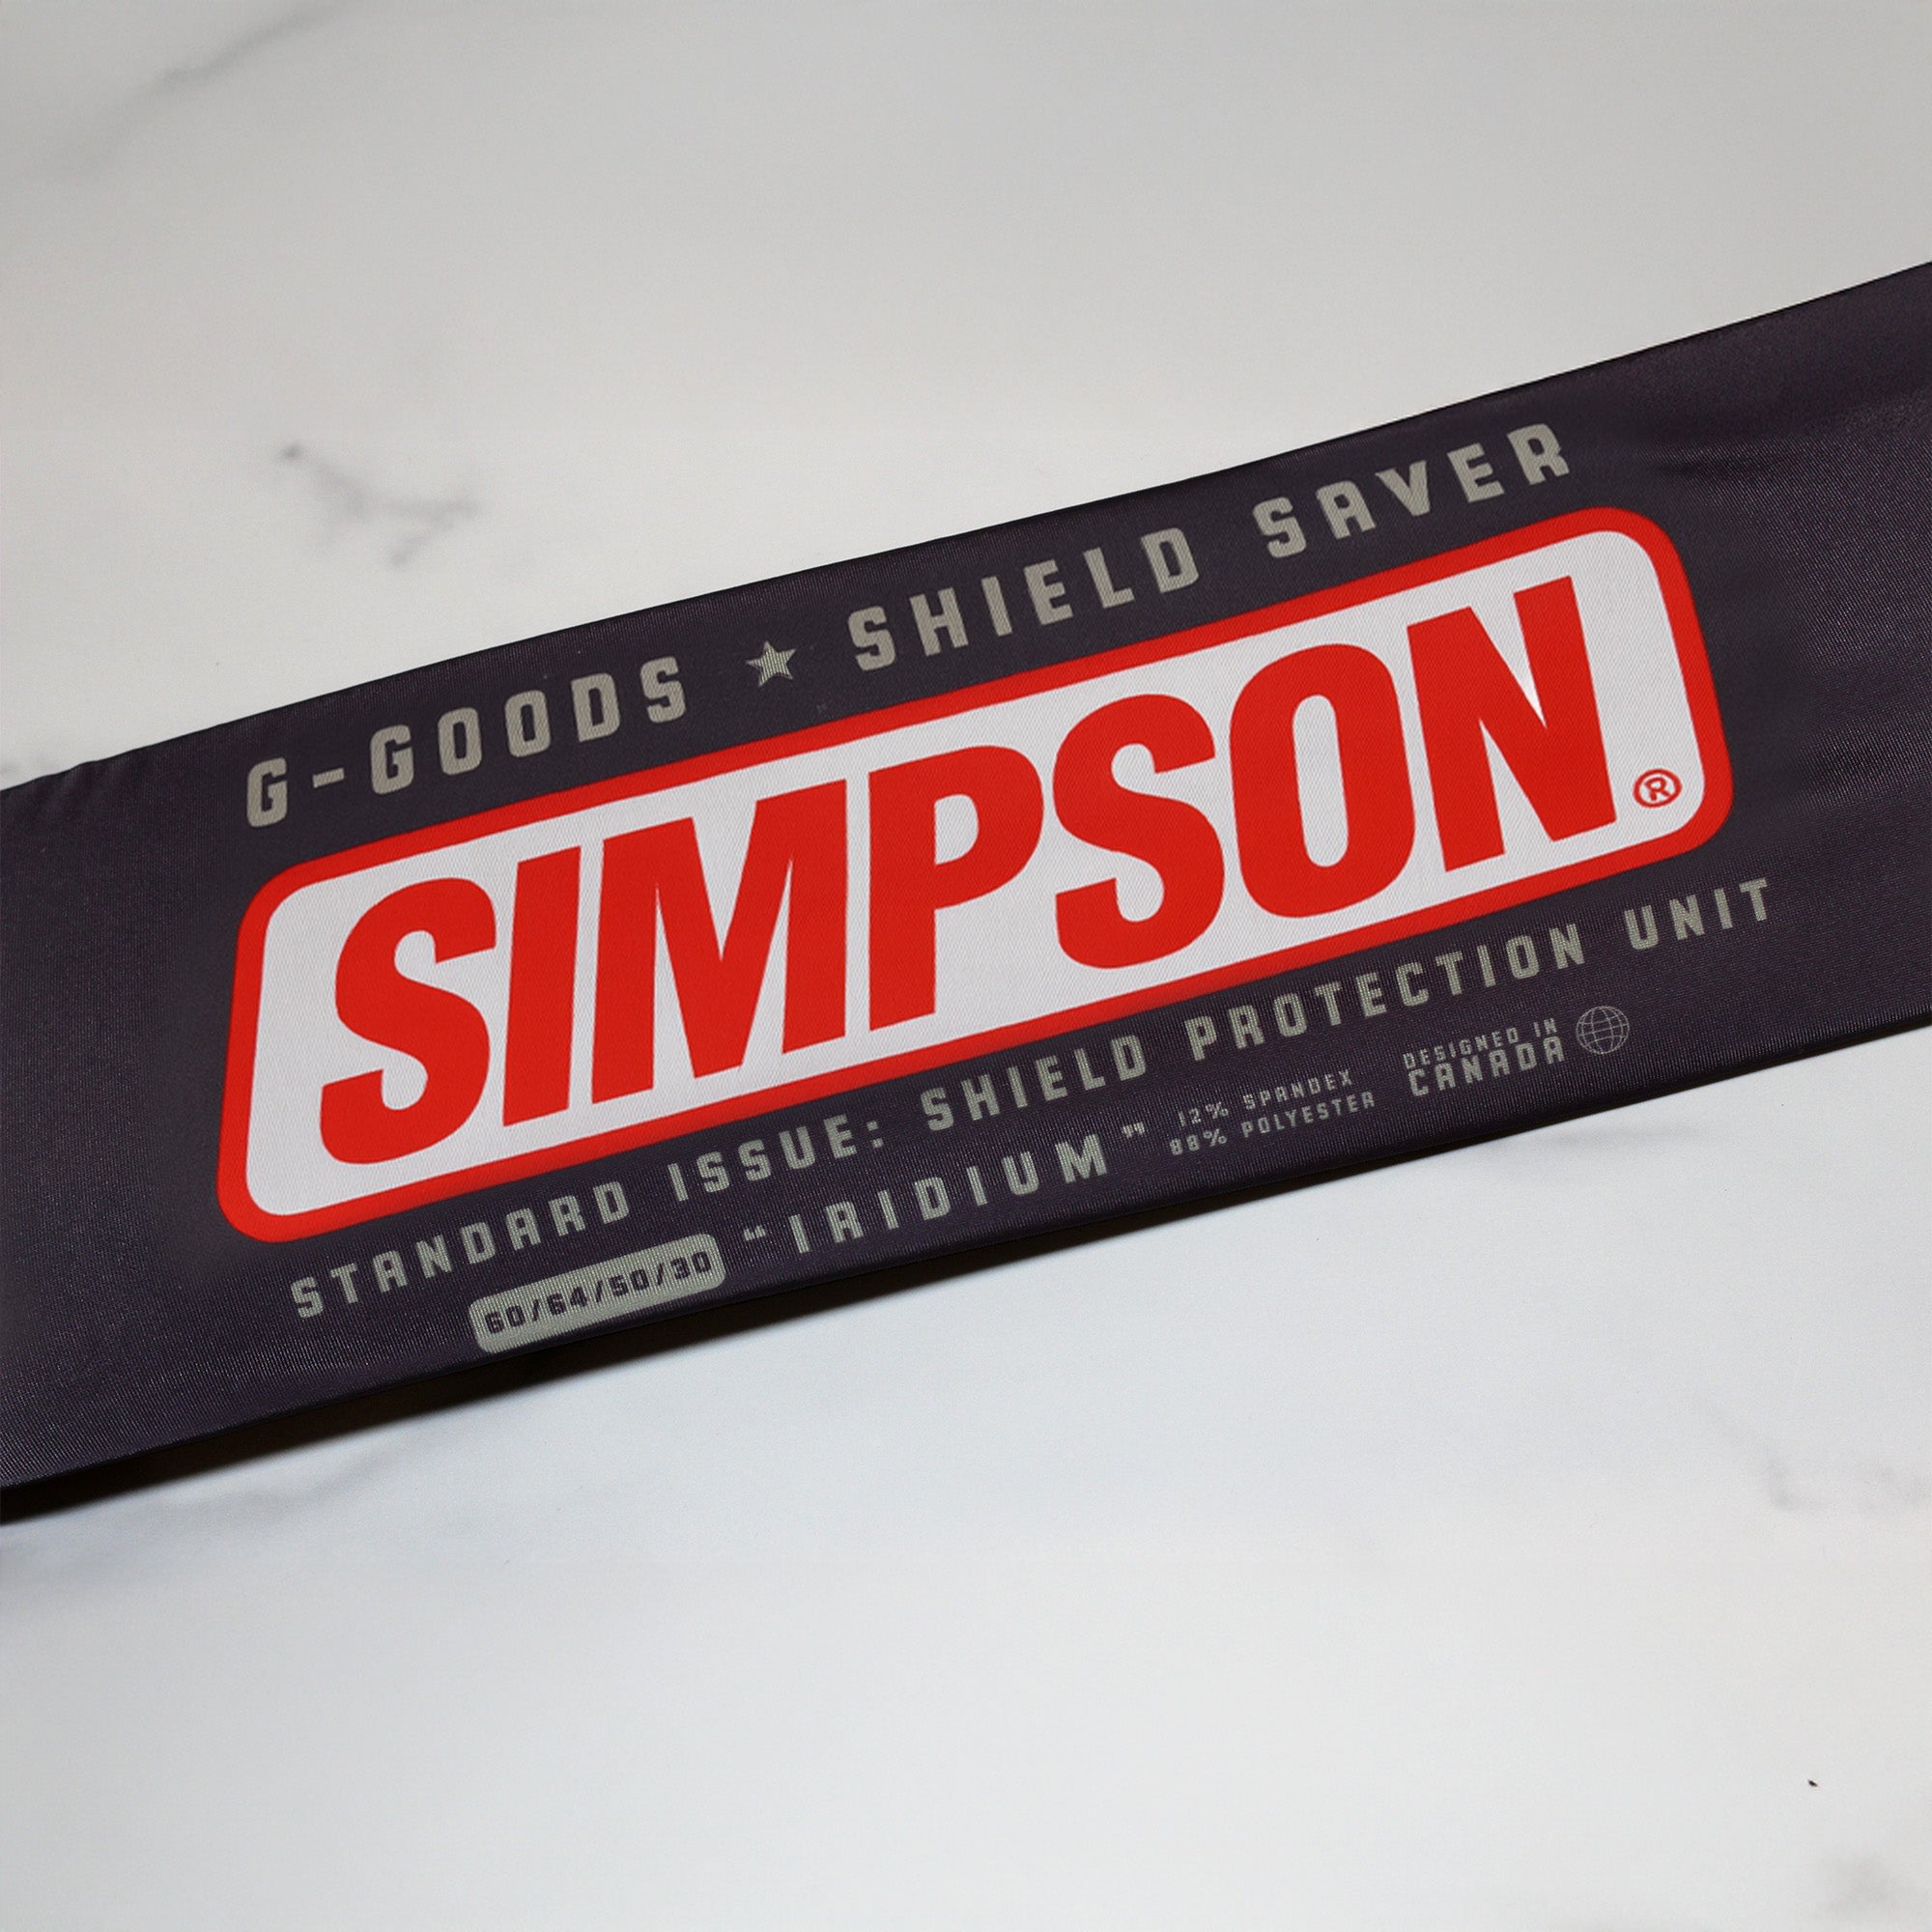 G-GOODS ★ SHIELD SAVER
SIMPSON®
STANDARD ISSUE: SHIELD PROTECTION UNIT
60/64/50/30 "IRIDIUM"
12% SPANDEX
88% POLYESTER
DESIGNED IN
CANADA